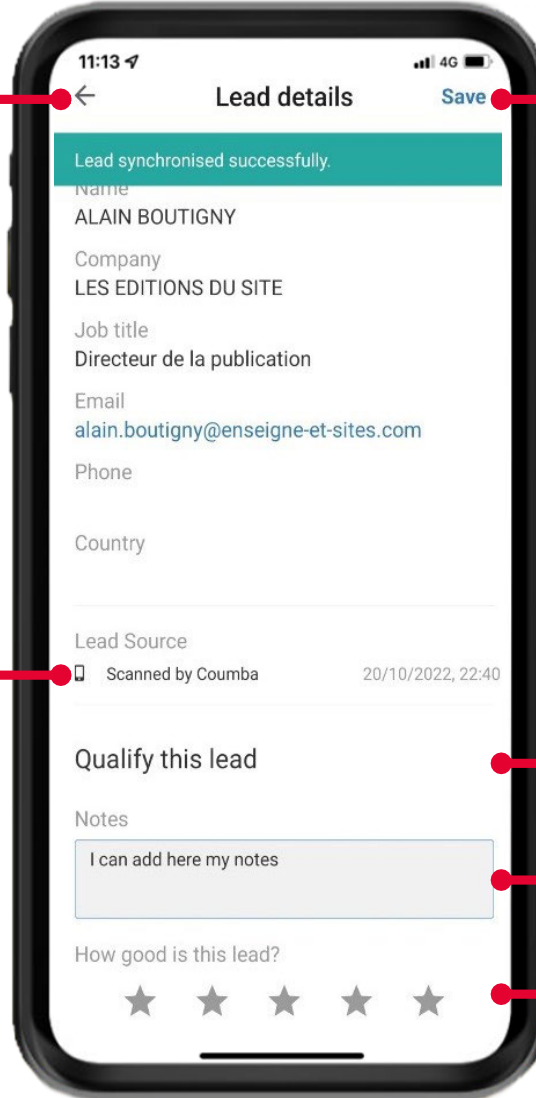 11:13 4G
Lead details Save
Lead synchronised successfully.
Name
ALAIN BOUTIGNY
Company
LES EDITIONS DU SITE
Job title
Directeur de la publication
Email
alain.boutigny@enseigne-et-sites.com
Phone
Country
Lead Source
Scanned by Coumba 20/10/2022, 22:40
Qualify this lead
Notes
I can add here my notes
How good is this lead?